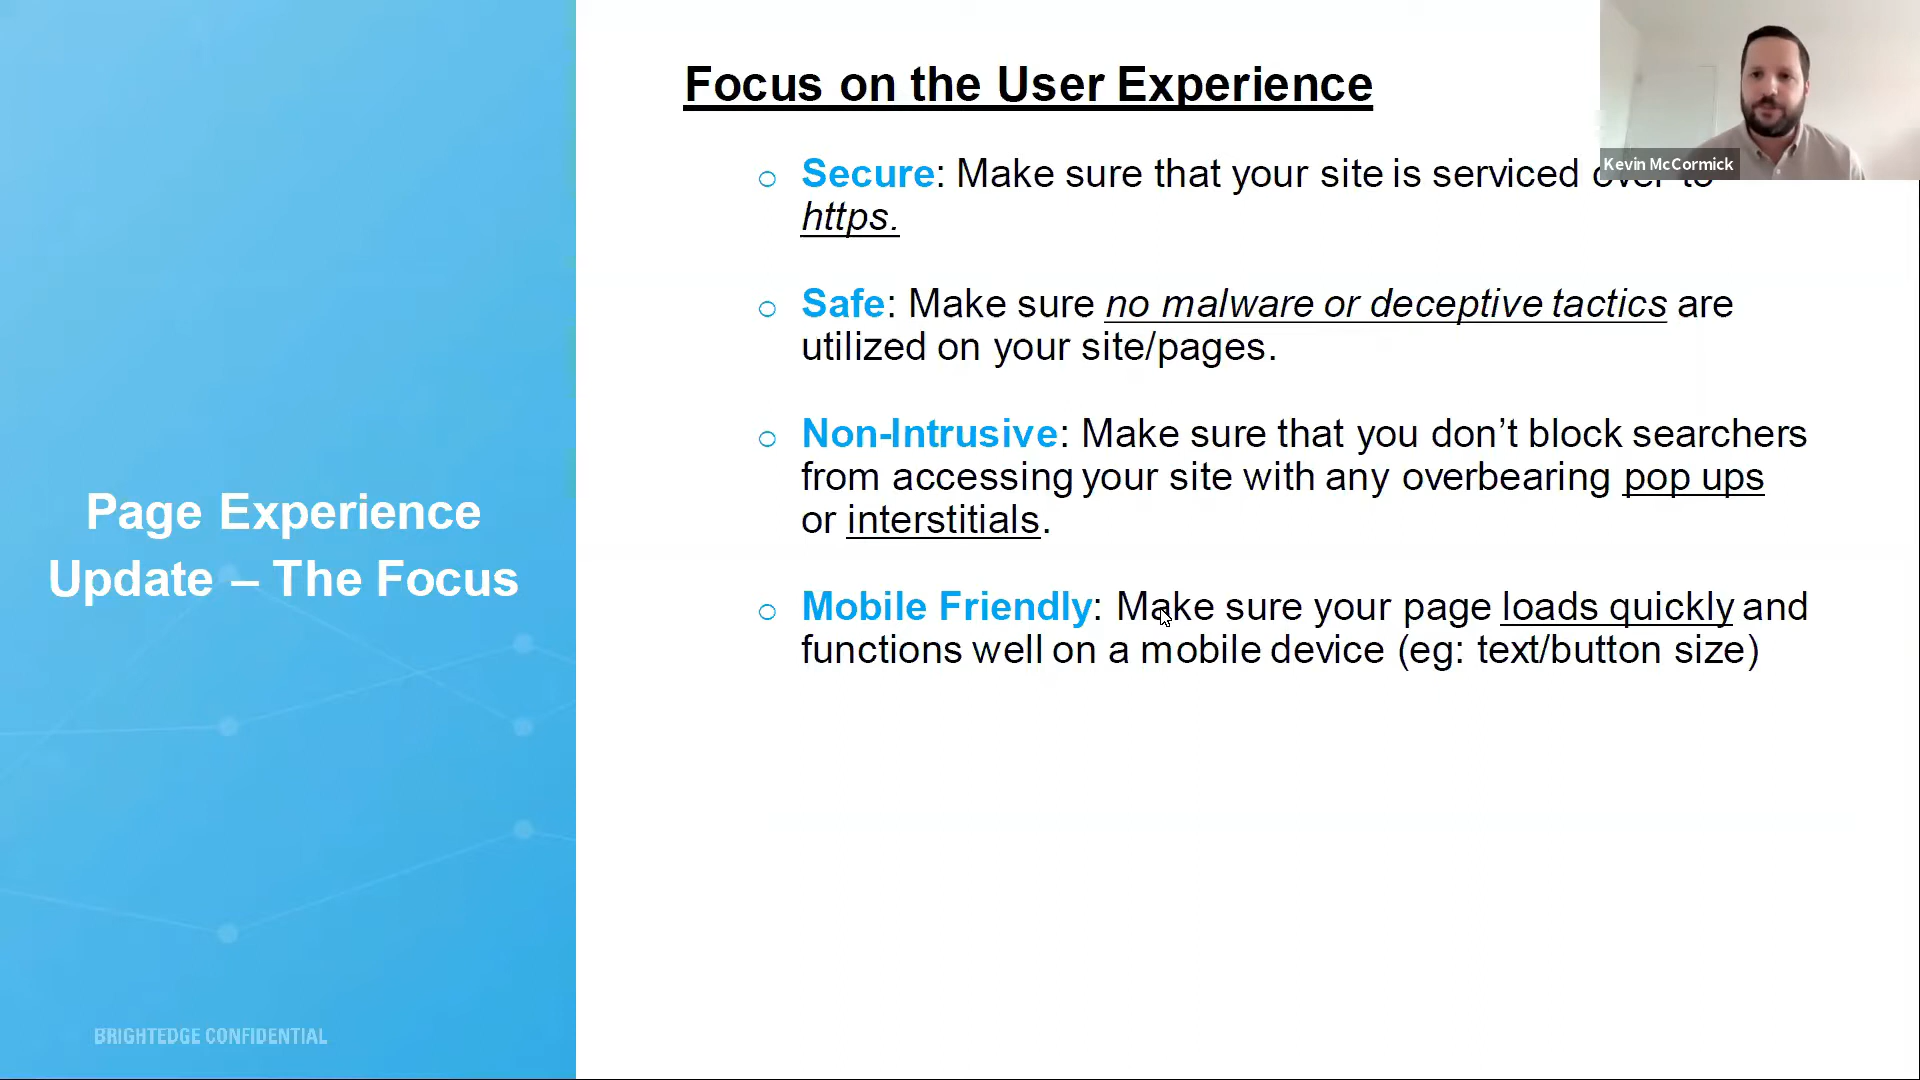 Focus on the User Experience
Kevin McCormick
Secure: Make sure that your site is serviced over to
https.
Safe: Make sure no malware or deceptive tactics are
utilized on your site/pages.
Non-Intrusive: Make sure that you don’t block searchers
from accessing your site with any overbearing pop ups
or interstitials.
Mobile Friendly: Make sure your page loads quickly and
functions well on a mobile device (eg: text/button size)
Page Experience
Update – The Focus
BRIGHTEDGE CONFIDENTIAL